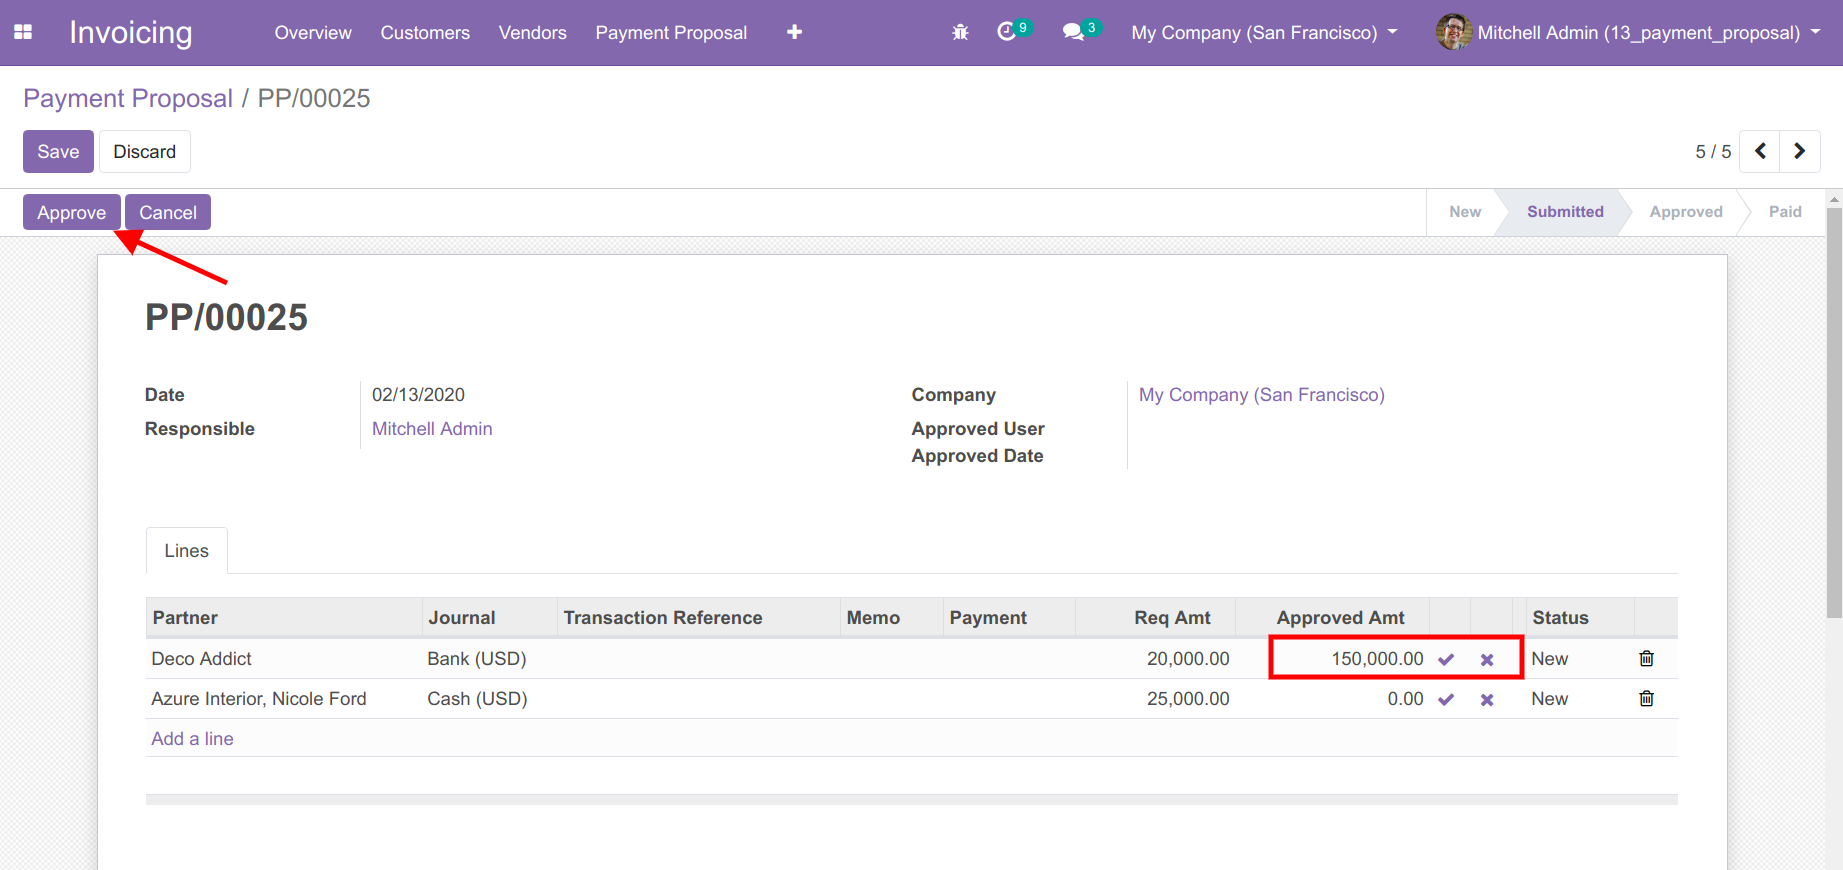 Invoicing Overview Customers Vendors Payment Proposal 9 3 My Company (San Francisco) Mitchell Admin (13_payment_proposal)
Payment Proposal / PP/00025
Save Discard 5 / 5
Approve Cancel New Submitted Approved Paid
PP/00025
Date 02/13/2020 Company My Company (San Francisco)
Responsible Mitchell Admin Approved User
Approved Date
Lines
Partner Journal Transaction Reference Memo Payment Req Amt Approved Amt Status
Deco Addict Bank (USD) 20,000.00 150,000.00 New
Azure Interior, Nicole Ford Cash (USD) 25,000.00 0.00 New
Add a line